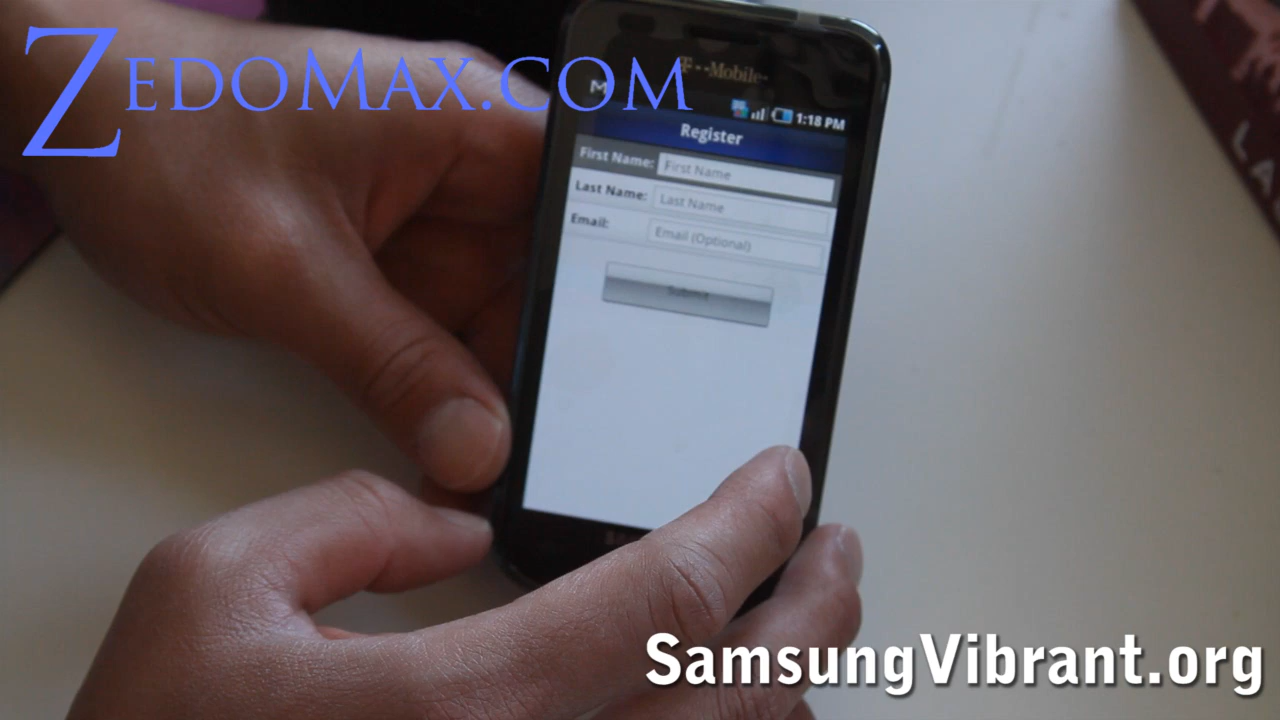 ZEDOMAX.COM
T--Mobile-
1:18 PM
Register
First Name: First Name
Last Name: Last Name
Email: Email (Optional)
Submit
SamsungVibrant.org